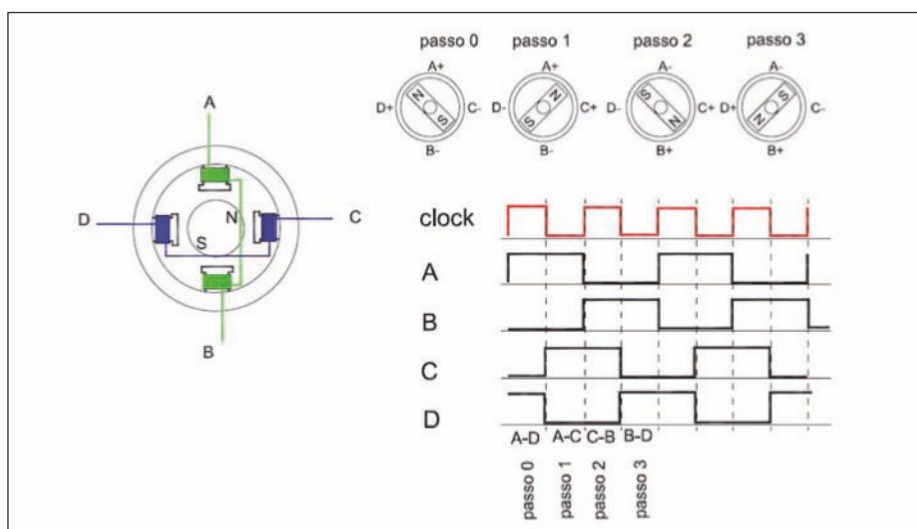 passo 0 passo 1 passo 2 passo 3
A+ A+ A- A-
D+ N S C- D- N S C+ D- S N C+ D+ S N C-
B- B- B+ B+
A
D N C
S
B
clock
A
B
C
D
A-D A-C C-B B-D
passo 0
passo 1
passo 2
passo 3